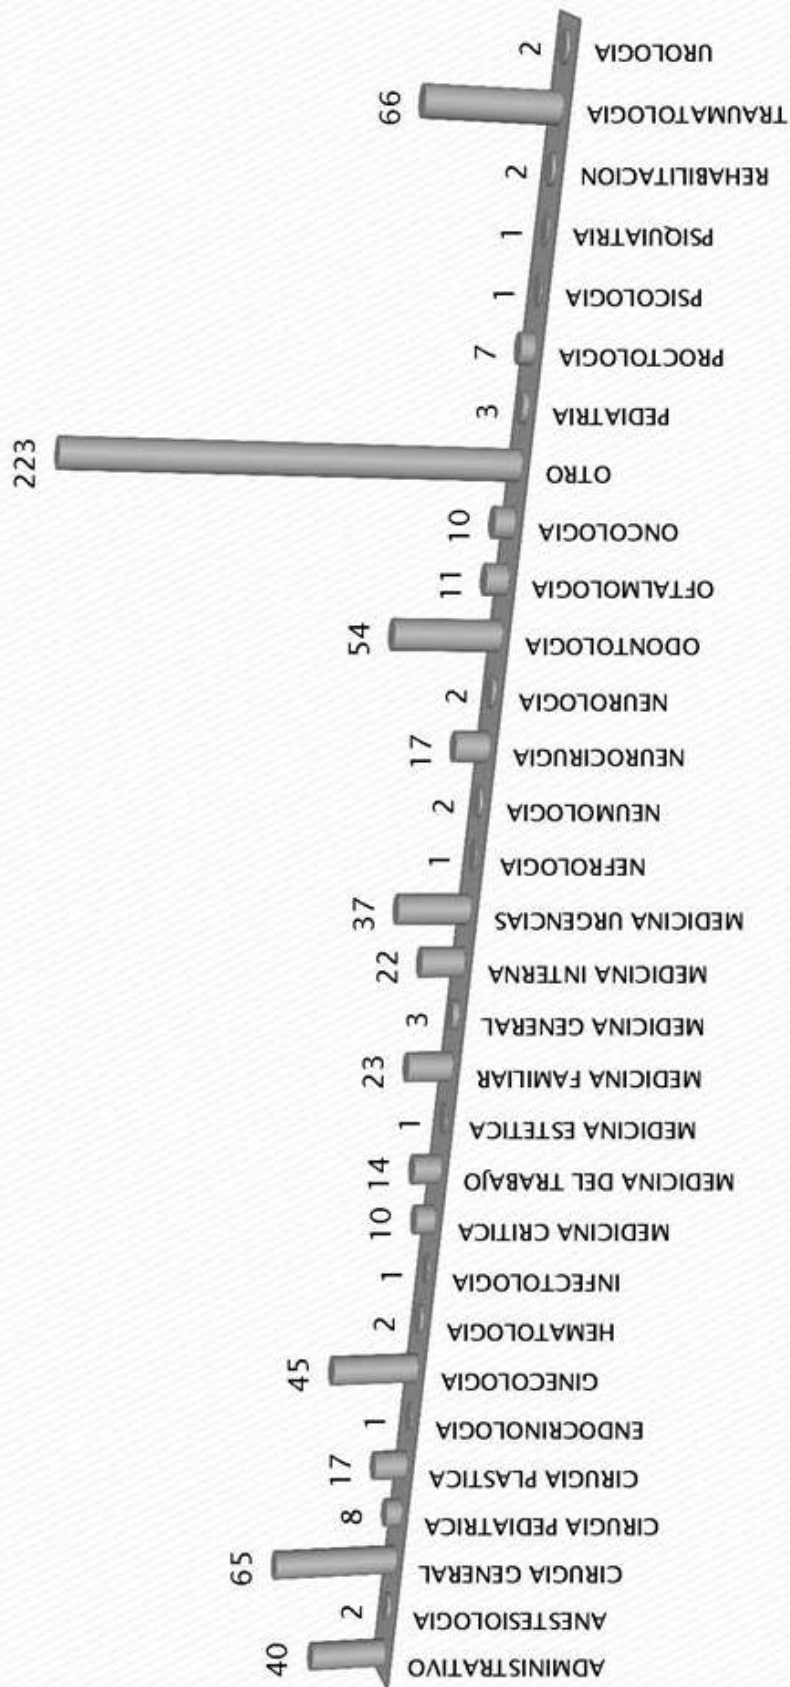 40 ADMINISTRATIVO
2 ANESTESIOLOGIA
65 CIRUGIA GENERAL
8 CIRUGIA PEDIATRICA
17 CIRUGIA PLASTICA
1 ENDOCRINOLOGIA
45 GINECOLOGIA
2 HEMATOLOGIA
1 INFECTOLOGIA
10 MEDICINA CRITICA
14 MEDICINA DEL TRABAJO
1 MEDICINA ESTETICA
23 MEDICINA FAMILIAR
3 MEDICINA GENERAL
22 MEDICINA INTERNA
37 MEDICINA URGENCIAS
1 NEFROLOGIA
2 NEUMOLOGIA
17 NEUROCIRUGIA
2 NEUROLOGIA
54 ODONTOLOGIA
11 OFTALMOLOGIA
10 ONCOLOGIA
223 OTRO
3 PEDIATRIA
7 PROCTOLOGIA
1 PSICOLOGIA
1 PSIQUIATRIA
2 REHABILITACION
66 TRAUMATOLOGIA
2 UROLOGIA